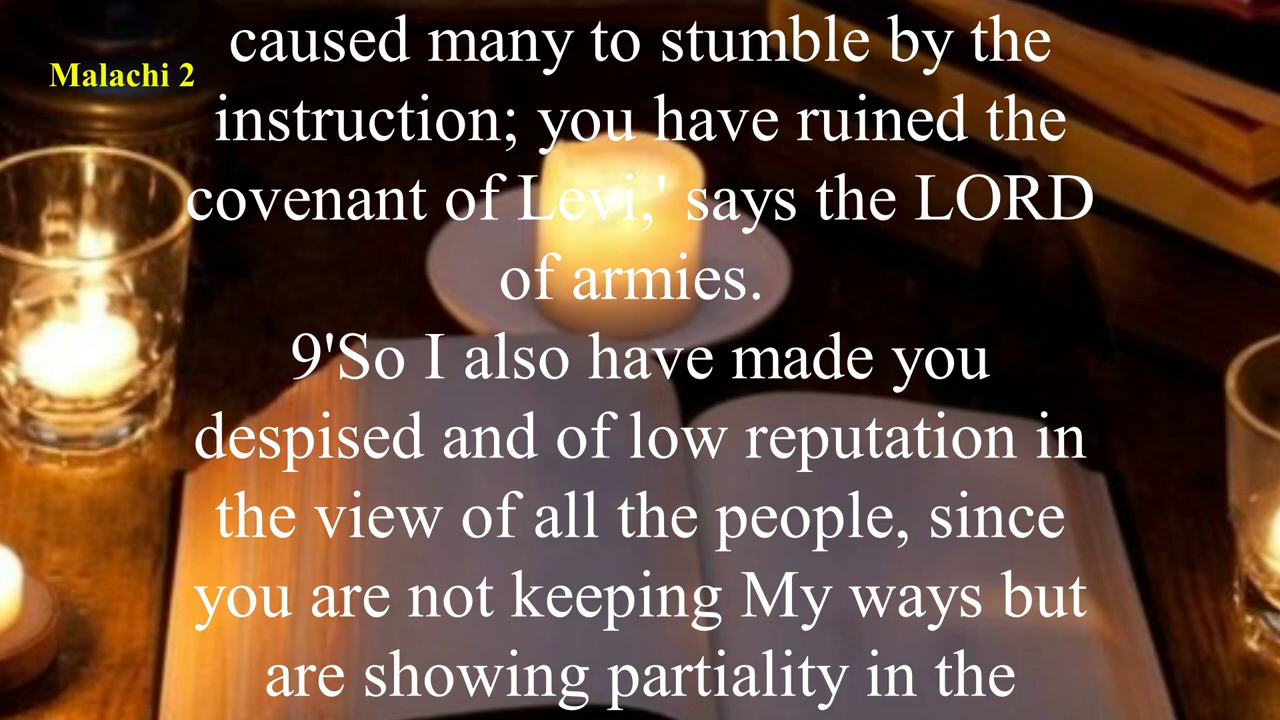 caused many to stumble by the
Malachi 2
instruction; you have ruined the
covenant of Levi,' says the LORD
of armies.
9'So I also have made you
despised and of low reputation in
the view of all the people, since
you are not keeping My ways but
are showing partiality in the